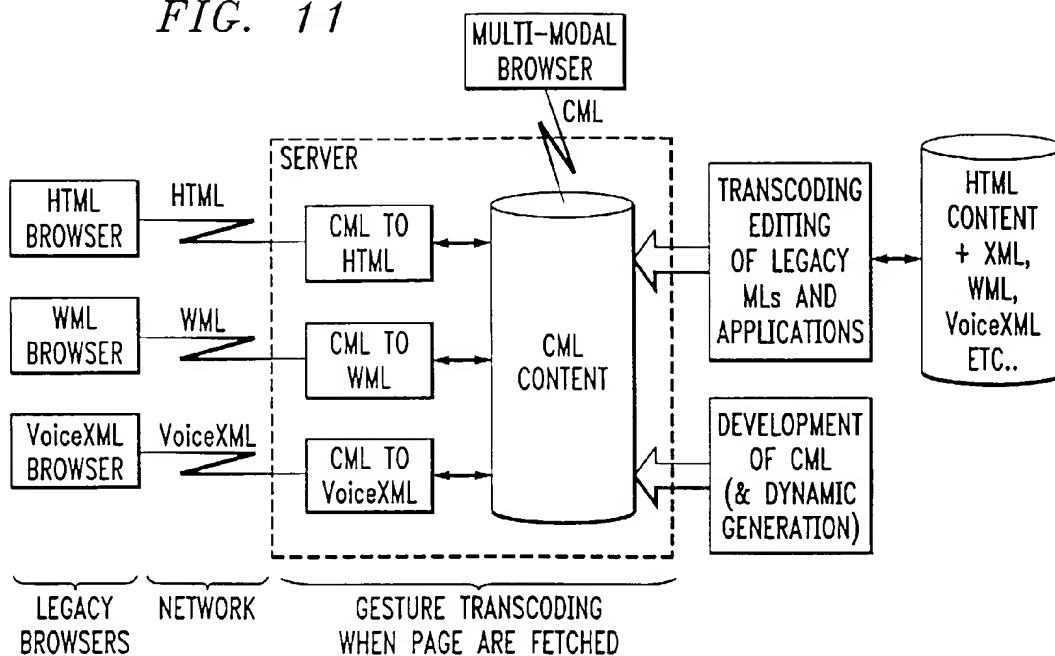 FIG. 11
MULTI-MODAL
BROWSER
CML
SERVER
HTML
BROWSER
HTML
CML TO
HTML
WML
BROWSER
WML
CML TO
WML
VoiceXML
BROWSER
VoiceXML
CML TO
VoiceXML
CML
CONTENT
TRANSCODING
EDITING
OF LEGACY
MLs AND
APPLICATIONS
HTML
CONTENT
+ XML,
WML,
VoiceXML
ETC..
DEVELOPMENT
OF CML
(& DYNAMIC
GENERATION)
LEGACY
BROWSERS
NETWORK
GESTURE TRANSCODING
WHEN PAGE ARE FETCHED